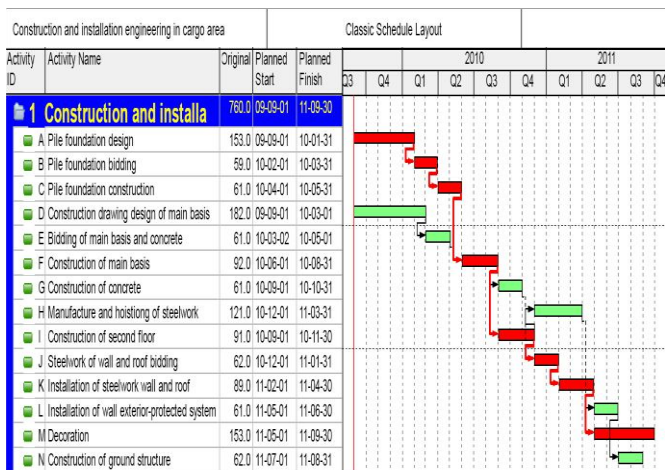 Construction and installation engineering in cargo area Classic Schedule Layout
Activity ID Activity Name Original Planned Start Planned Finish 2010 2011
Q3 Q4 Q1 Q2 Q3 Q4 Q1 Q2 Q3 Q4
1 Construction and installa 760.0 09-09-01 11-09-30
A Pile foundation design 153.0 09-09-01 10-01-31
B Pile foundation bidding 59.0 10-02-01 10-03-31
C Pile foundation construction 61.0 10-04-01 10-05-31
D Construction drawing design of main basis 182.0 09-09-01 10-03-01
E Bidding of main basis and concrete 61.0 10-03-02 10-05-01
F Construction of main basis 92.0 10-06-01 10-08-31
G Construction of concrete 61.0 10-09-01 10-10-31
H Manufacture and hoistiong of steelwork 121.0 10-12-01 11-03-31
I Construction of second floor 91.0 10-09-01 10-11-30
J Steelwork of wall and roof bidding 62.0 10-12-01 11-01-31
K Installation of steelwork wall and roof 89.0 11-02-01 11-04-30
L Installation of wall exterior-protected system 61.0 11-05-01 11-06-30
M Decoration 153.0 11-05-01 11-09-30
N Construction of ground structure 62.0 11-07-01 11-08-31